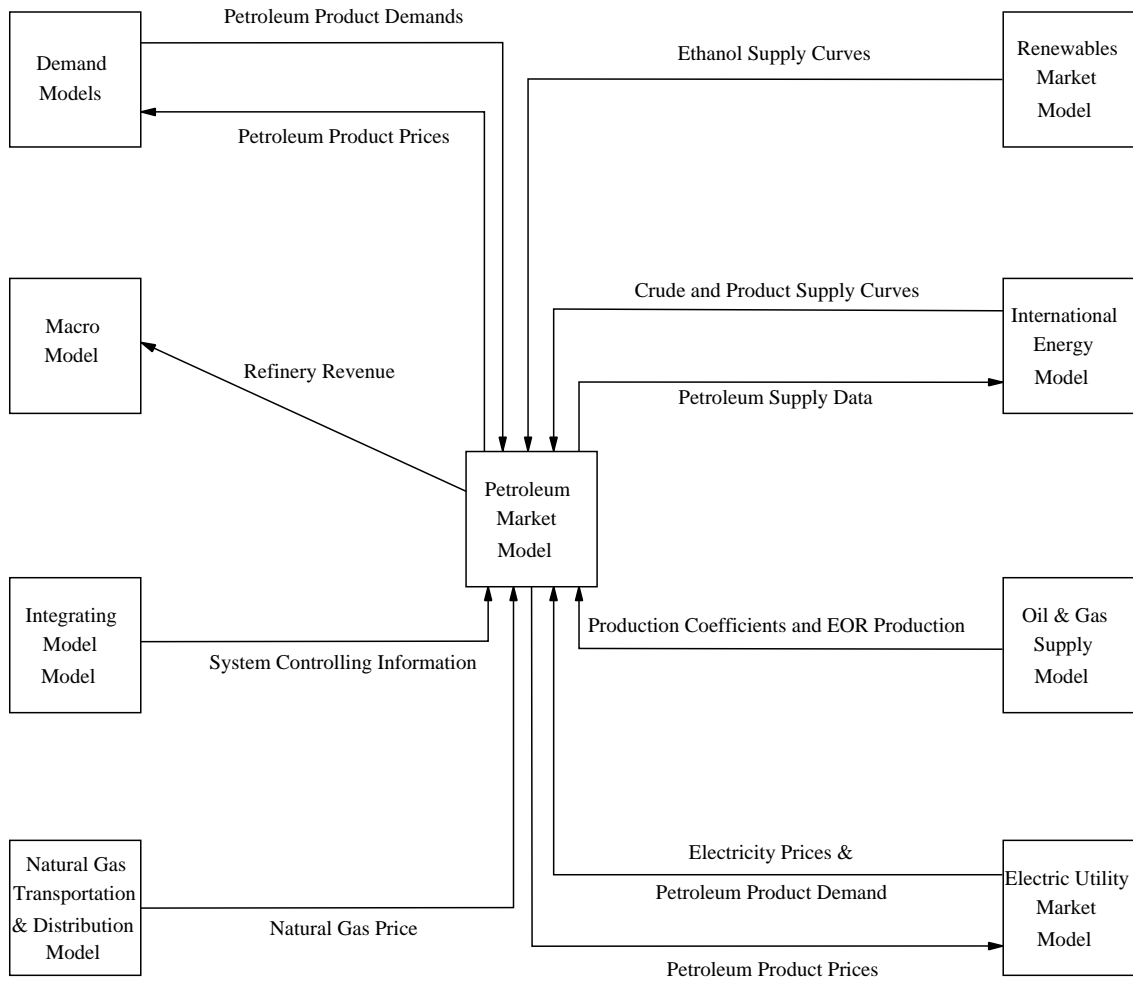 Petroleum Product Demands
Demand
Models
Petroleum Product Prices
Ethanol Supply Curves
Renewables
Market
Model
Macro
Model
Refinery Revenue
Crude and Product Supply Curves
International
Energy
Model
Petroleum Supply Data
Petroleum
Market
Model
Integrating
Model
Model
System Controlling Information
Production Coefficients and EOR Production
Oil & Gas
Supply
Model
Natural Gas
Transportation
& Distribution
Model
Natural Gas Price
Electricity Prices &
Petroleum Product Demand
Electric Utility
Market
Model
Petroleum Product Prices